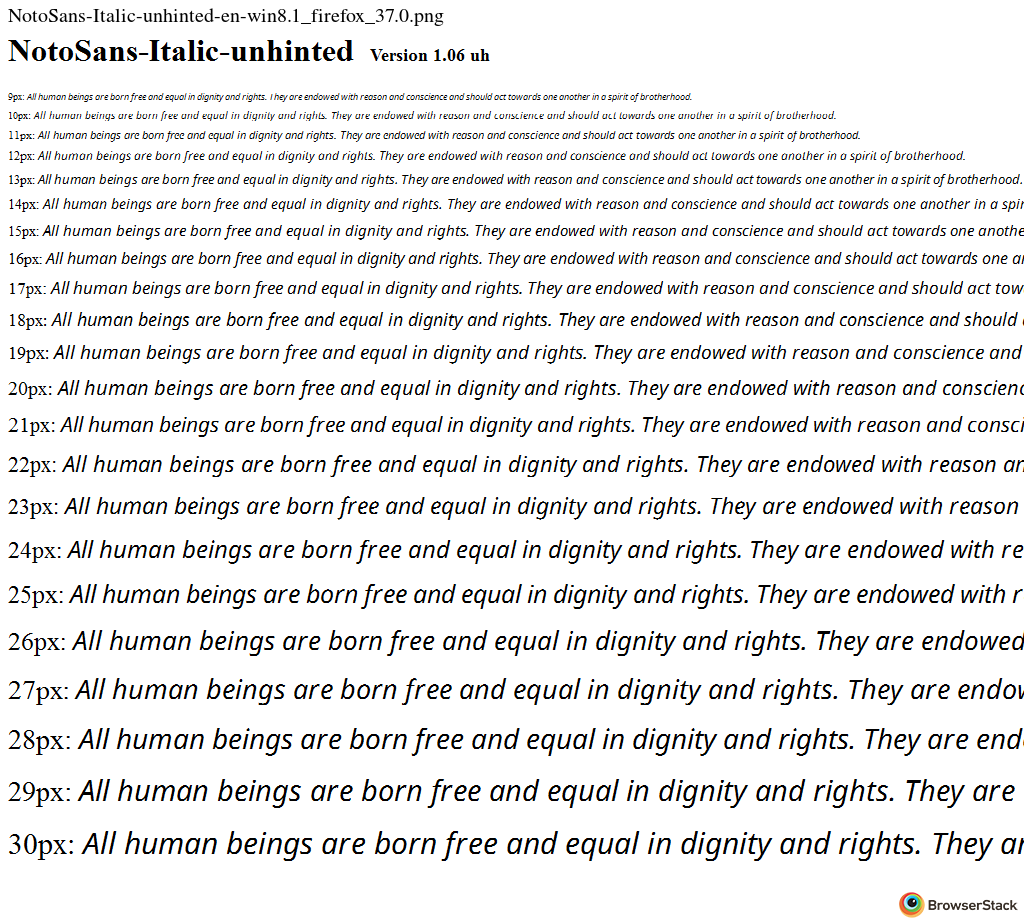 NotoSans-Italic-unhinted-en-win8.1_firefox_37.0.png
NotoSans-Italic-unhinted Version 1.06 uh
9px: All human beings are born free and equal in dignity and rights. They are endowed with reason and conscience and should act towards one another in a spirit of brotherhood.
10px: All human beings are born free and equal in dignity and rights. They are endowed with reason and conscience and should act towards one another in a spirit of brotherhood.
11px: All human beings are born free and equal in dignity and rights. They are endowed with reason and conscience and should act towards one another in a spirit of brotherhood.
12px: All human beings are born free and equal in dignity and rights. They are endowed with reason and conscience and should act towards one another in a spirit of brotherhood.
13px: All human beings are born free and equal in dignity and rights. They are endowed with reason and conscience and should act towards one another in a spirit of brotherhood.
14px: All human beings are born free and equal in dignity and rights. They are endowed with reason and conscience and should act towards one another in a spir
15px: All human beings are born free and equal in dignity and rights. They are endowed with reason and conscience and should act towards one anothe
16px: All human beings are born free and equal in dignity and rights. They are endowed with reason and conscience and should act towards one an
17px: All human beings are born free and equal in dignity and rights. They are endowed with reason and conscience and should act tow
18px: All human beings are born free and equal in dignity and rights. They are endowed with reason and conscience and should
19px: All human beings are born free and equal in dignity and rights. They are endowed with reason and conscience and
20px: All human beings are born free and equal in dignity and rights. They are endowed with reason and conscienc
21px: All human beings are born free and equal in dignity and rights. They are endowed with reason and consci
22px: All human beings are born free and equal in dignity and rights. They are endowed with reason an
23px: All human beings are born free and equal in dignity and rights. They are endowed with reason
24px: All human beings are born free and equal in dignity and rights. They are endowed with re
25px: All human beings are born free and equal in dignity and rights. They are endowed with r
26px: All human beings are born free and equal in dignity and rights. They are endowed
27px: All human beings are born free and equal in dignity and rights. They are endow
28px: All human beings are born free and equal in dignity and rights. They are end
29px: All human beings are born free and equal in dignity and rights. They are
30px: All human beings are born free and equal in dignity and rights. They ar
BrowserStack